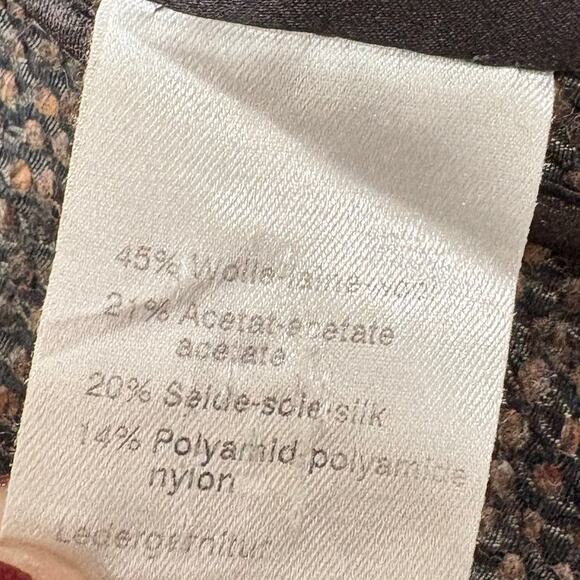 45% Wolle-laine-wool
21% Acetat-acetate
acetate
20% Seide-soie-silk
14% Polyamid-polyamide
nylon
Ledergarnitur